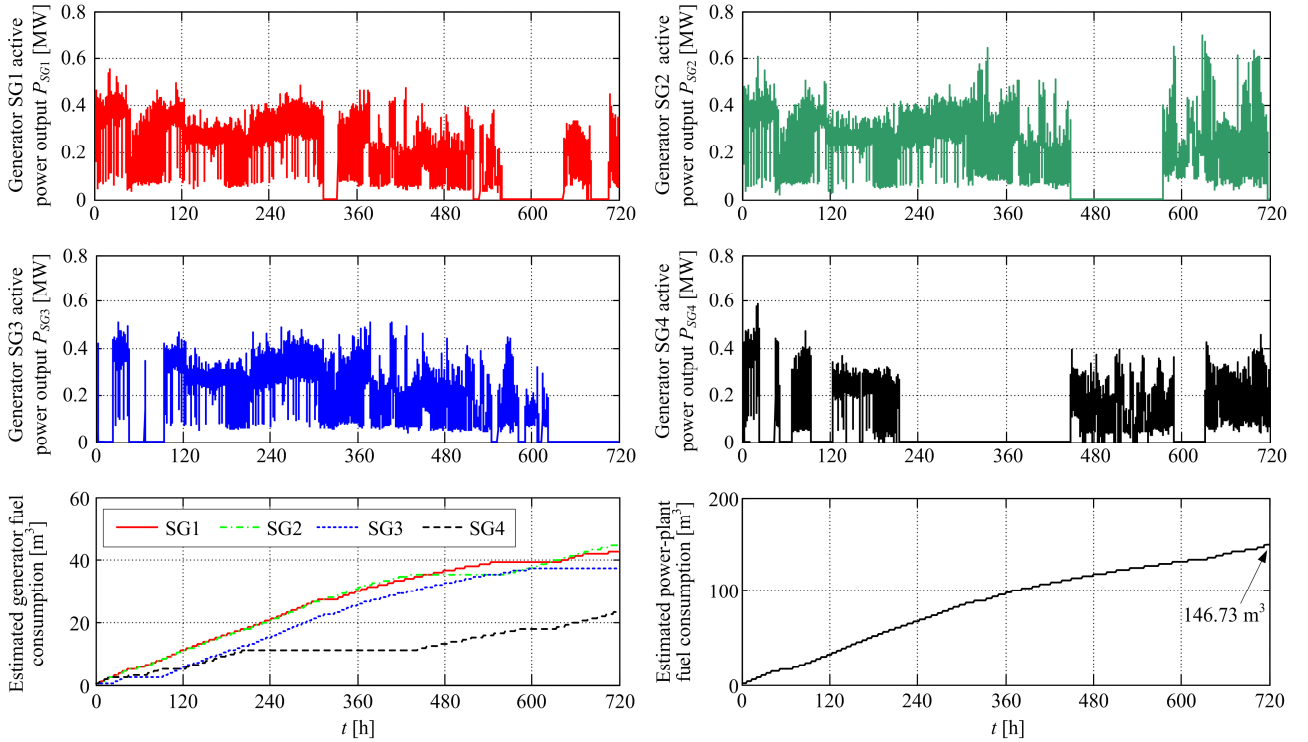 Generator SG1 active
power output P_SG1 [MW]
0.8
0.6
0.4
0.2
0
0 120 240 360 480 600 720
Generator SG2 active
power output P_SG2 [MW]
0.8
0.6
0.4
0.2
0
0 120 240 360 480 600 720
Generator SG3 active
power output P_SG3 [MW]
0.8
0.6
0.4
0.2
0
0 120 240 360 480 600 720
Generator SG4 active
power output P_SG4 [MW]
0.8
0.6
0.4
0.2
0
0 120 240 360 480 600 720
Estimated generator fuel
consumption [m³]
60
40
20
0
SG1 SG2 SG3 SG4
0 120 240 360 480 600 720
t [h]
Estimated power-plant
fuel consumption [m³]
200
100
0
146.73 m³
0 120 240 360 480 600 720
t [h]